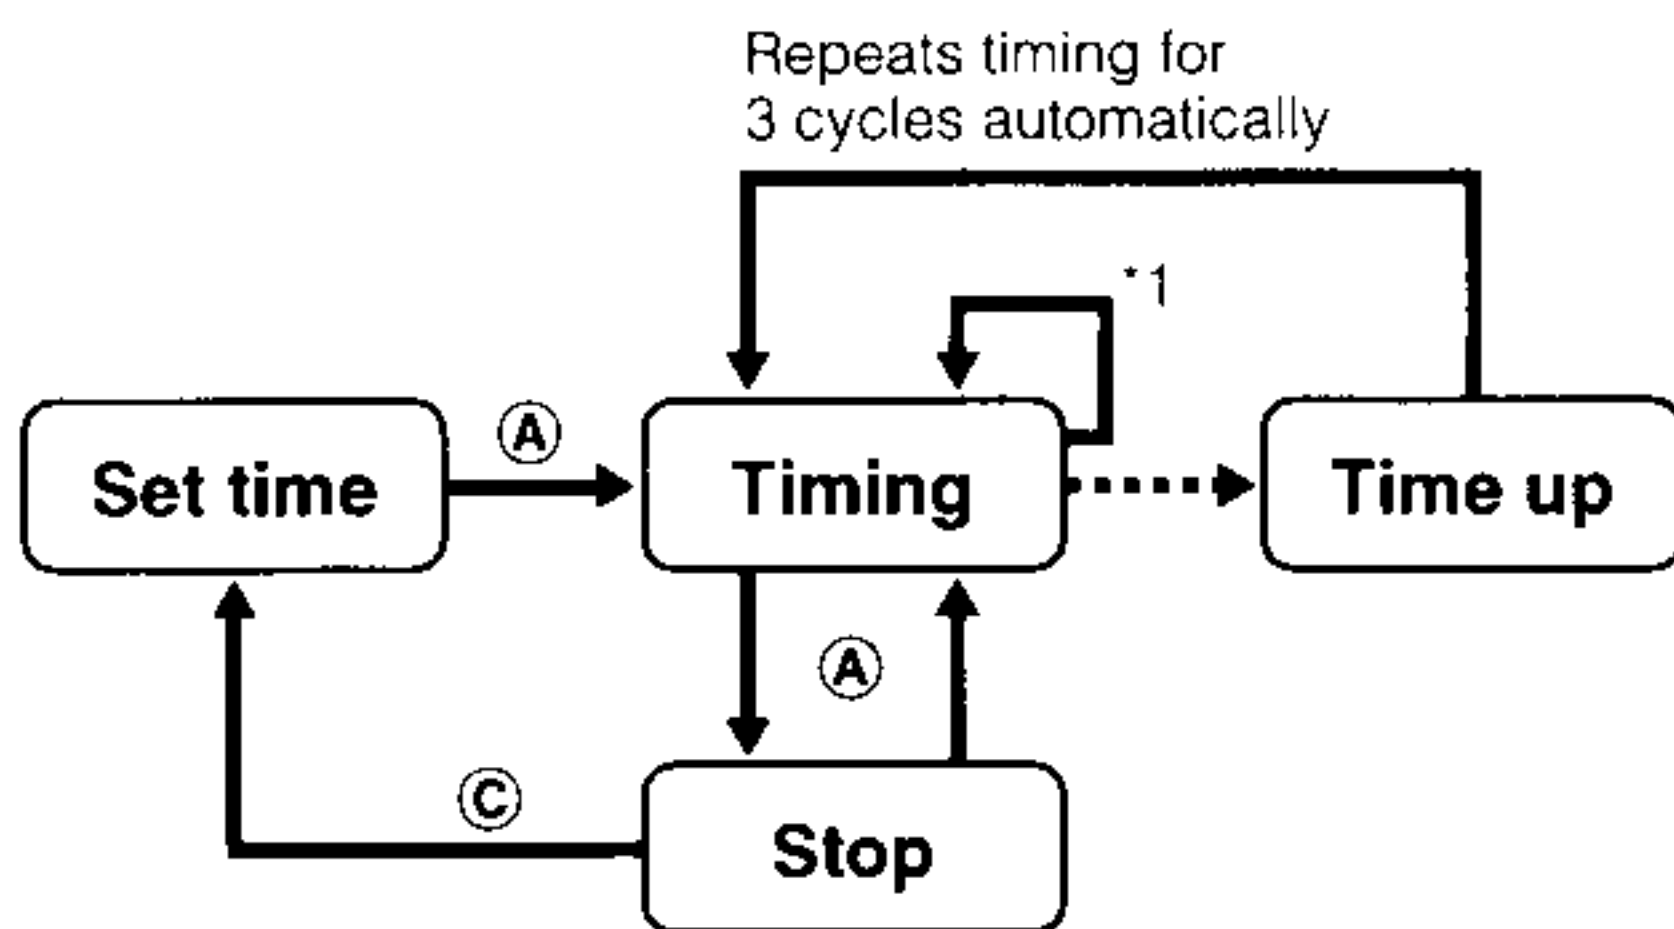 Repeats timing for
3 cycles automatically
*1
Ⓐ
Set time
Timing
Time up
Ⓐ
Ⓒ
Stop